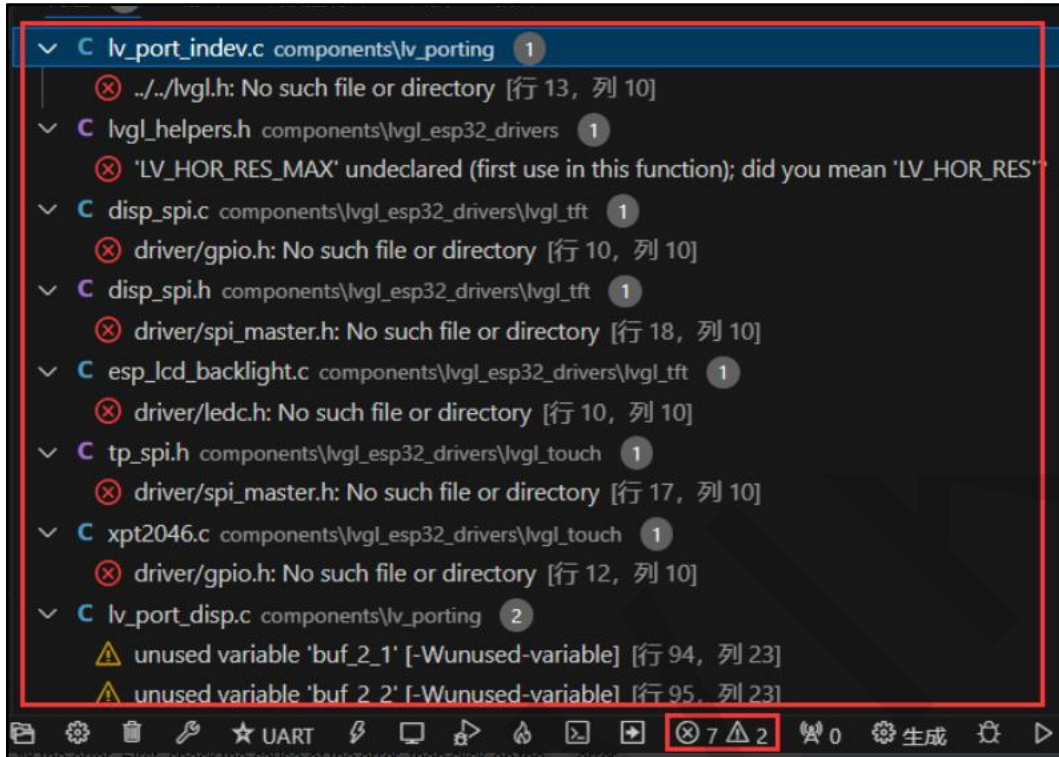 C lv_port_indev.c components\lv_porting 1
../../lvgl.h: No such file or directory [行 13，列 10]
C lvgl_helpers.h components\lvgl_esp32_drivers 1
'LV_HOR_RES_MAX' undeclared (first use in this function); did you mean 'LV_HOR_RES'?
C disp_spi.c components\lvgl_esp32_drivers\lvgl_tft 1
driver/gpio.h: No such file or directory [行 10，列 10]
C disp_spi.h components\lvgl_esp32_drivers\lvgl_tft 1
driver/spi_master.h: No such file or directory [行 18，列 10]
C esp_lcd_backlight.c components\lvgl_esp32_drivers\lvgl_tft 1
driver/ledc.h: No such file or directory [行 10，列 10]
C tp_spi.h components\lvgl_esp32_drivers\lvgl_touch 1
driver/spi_master.h: No such file or directory [行 17，列 10]
C xpt2046.c components\lvgl_esp32_drivers\lvgl_touch 1
driver/gpio.h: No such file or directory [行 12，列 10]
C lv_port_disp.c components\lv_porting 2
unused variable 'buf_2_1' [-Wunused-variable] [行 94，列 23]
unused variable 'buf_2_2' [-Wunused-variable] [行 95，列 23]
UART 7 2 0 生成